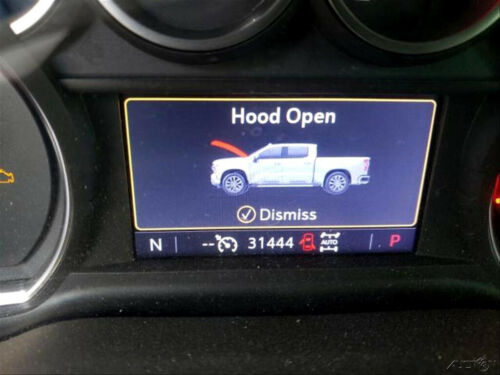 Hood Open
Dismiss
N -- 31444 AUTO P